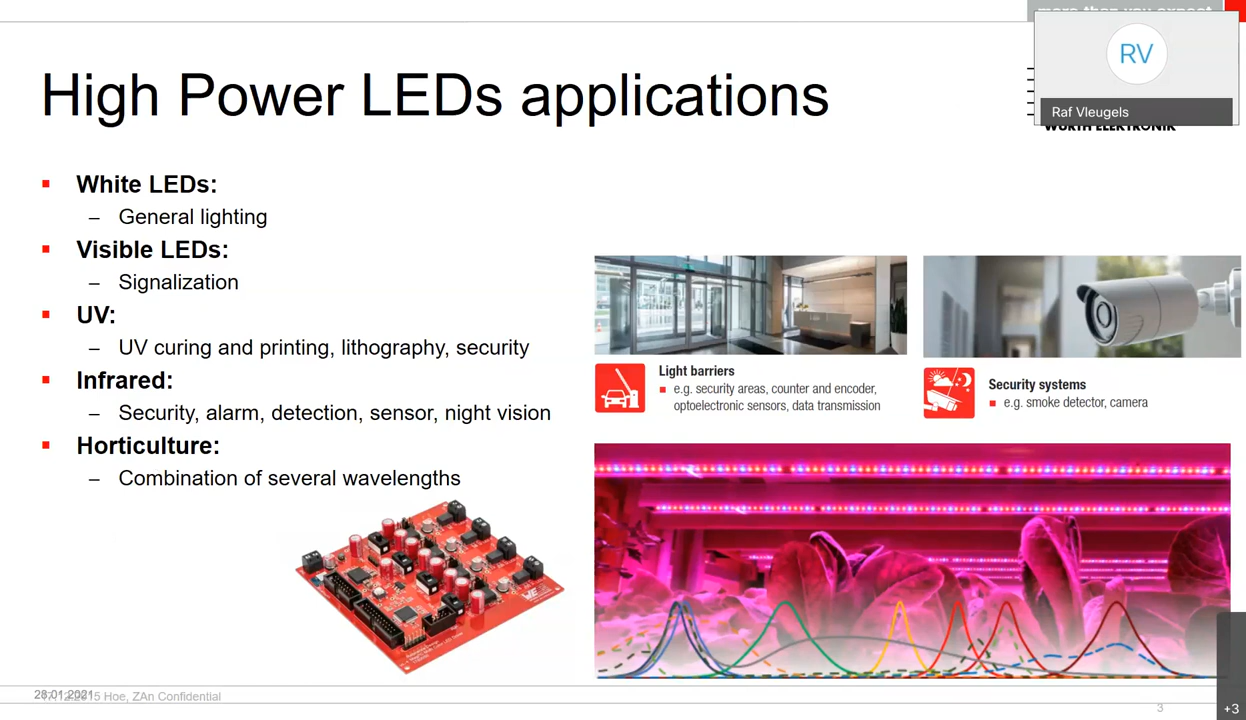 more than you expect
RV
Raf Vleugels
WÜRTH ELEKTRONIK
High Power LEDs applications
White LEDs:
– General lighting
Visible LEDs:
– Signalization
UV:
– UV curing and printing, lithography, security
Infrared:
– Security, alarm, detection, sensor, night vision
Horticulture:
– Combination of several wavelengths
Light barriers
e.g. security areas, counter and encoder,
optoelectronic sensors, data transmission
Security systems
e.g. smoke detector, camera
WE
28.01.2021
Hoe, ZAn Confidential
3
+3